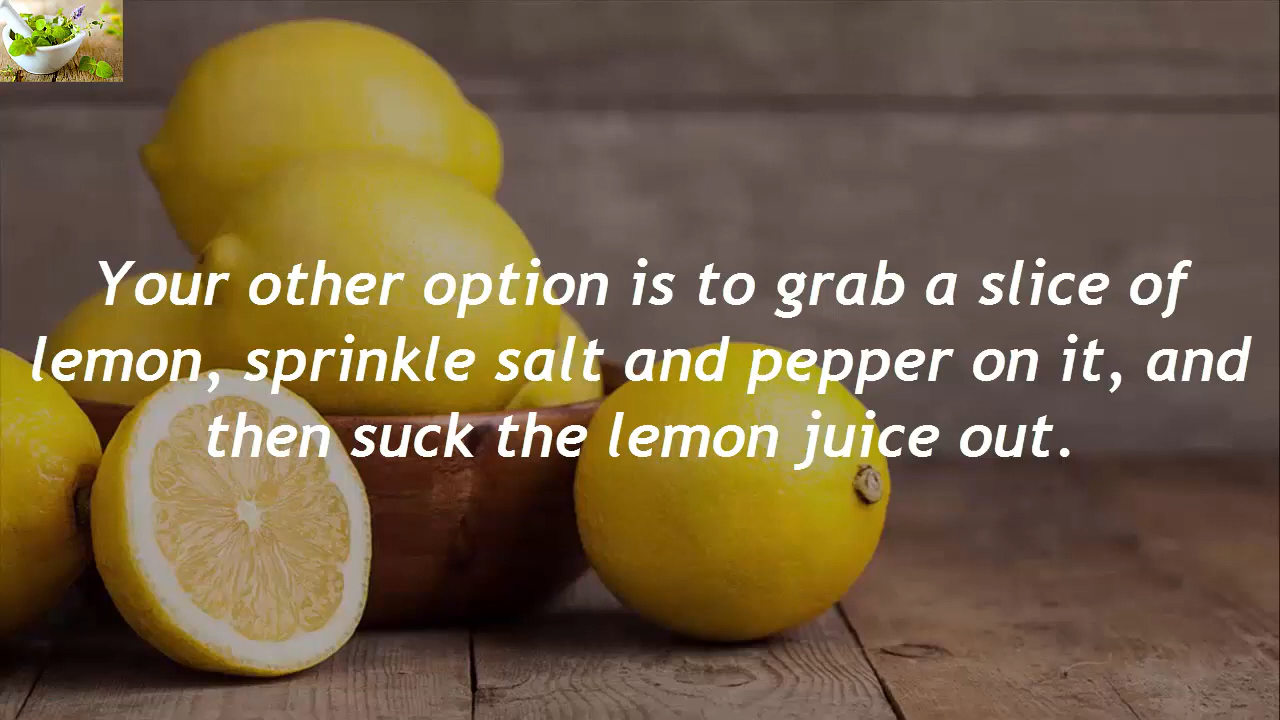 Your other option is to grab a slice of
lemon, sprinkle salt and pepper on it, and
then suck the lemon juice out.